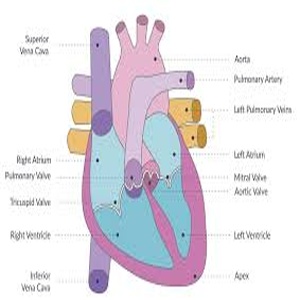 Superior
Vena Cava
Right Atrium
Pulmonary Valve
Tricuspid Valve
Right Ventricle
Inferior
Vena Cava
Aorta
Pulmonary Artery
Left Pulmonary Veins
Left Atrium
Mitral Valve
Aortic Valve
Left Ventricle
Apex